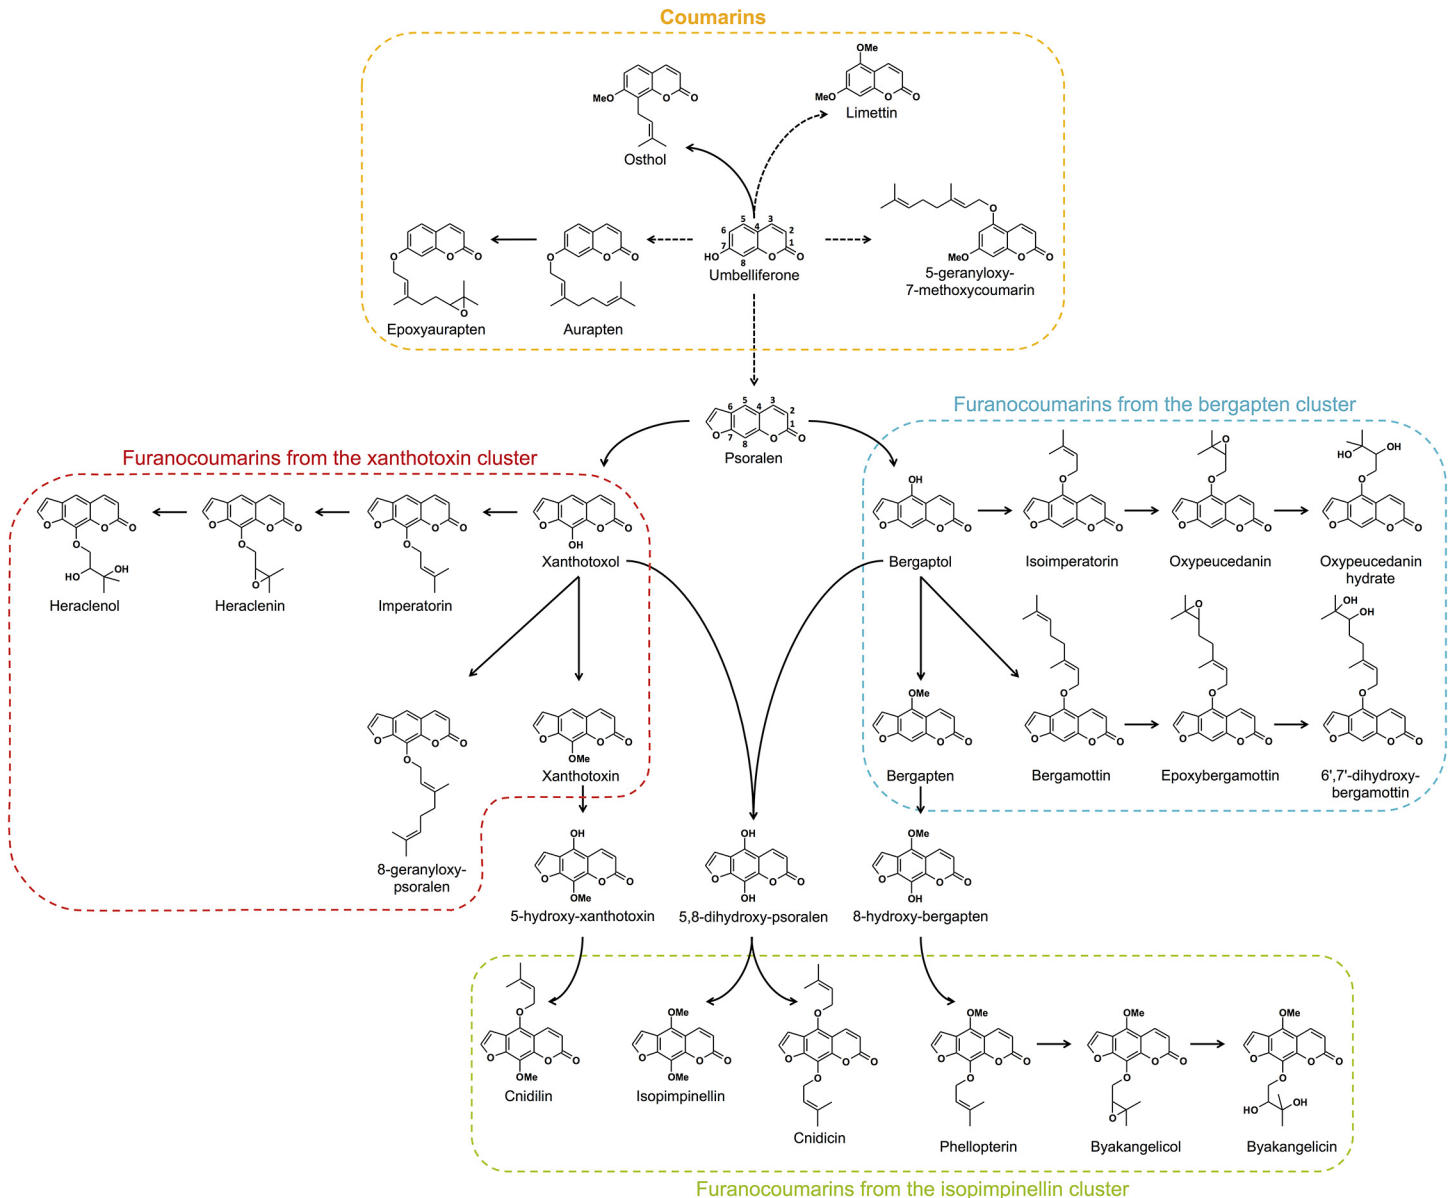 Coumarins
OMe
MeO O O
Limettin
MeO O O
Osthol
O
MeO O O
5-geranyloxy-
7-methoxycoumarin
5 4 3
6 2
7 1
HO 8 O O
Umbelliferone
O O O
O
Epoxyaurapten
O O O
Aurapten
6 5 4 3
2
1
O 7 8 O O
Psoralen
Furanocoumarins from the xanthotoxin cluster
O O O
O
HO OH
Heraclenol
O O O
O
O
Heraclenin
O O O
O
Imperatorin
O O O
OH
Xanthotoxol
O O O
O
8-geranyloxy-
psoralen
O O O
OMe
Xanthotoxin
Furanocoumarins from the bergapten cluster
OH
O O O
Bergaptol
O
O O O
Isoimperatorin
O
O
O O O
Oxypeucedanin
HO OH
O
O O O
Oxypeucedanin
hydrate
OMe
O O O
Bergapten
O
O O O
Bergamottin
O
O
O O O
Epoxybergamottin
OH
OH
O
O O O
6',7'-dihydroxy-
bergamottin
OH
O O O
OMe
5-hydroxy-xanthotoxin
OH
O O O
OH
5,8-dihydroxy-psoralen
OMe
O O O
OH
8-hydroxy-bergapten
O
O O O
OMe
Cnidilin
OMe
O O O
OMe
Isopimpinellin
O
O O O
O
Cnidicin
OMe
O O O
O
Phellopterin
OMe
O O O
O
O
Byakangelicol
OMe
O O O
O
HO OH
Byakangelicin
Furanocoumarins from the isopimpinellin cluster